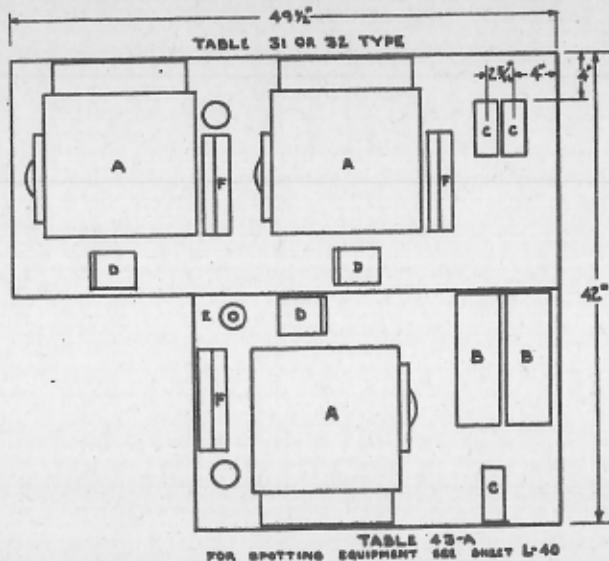 49½"
TABLE 31 OR 32 TYPE
2¾" 4"
4"
C C
A A
F F
D D
42"
E D
B B
F
A
C
TABLE 43-A
FOR SPOTTING EQUIPMENT SEE SHEET L-40